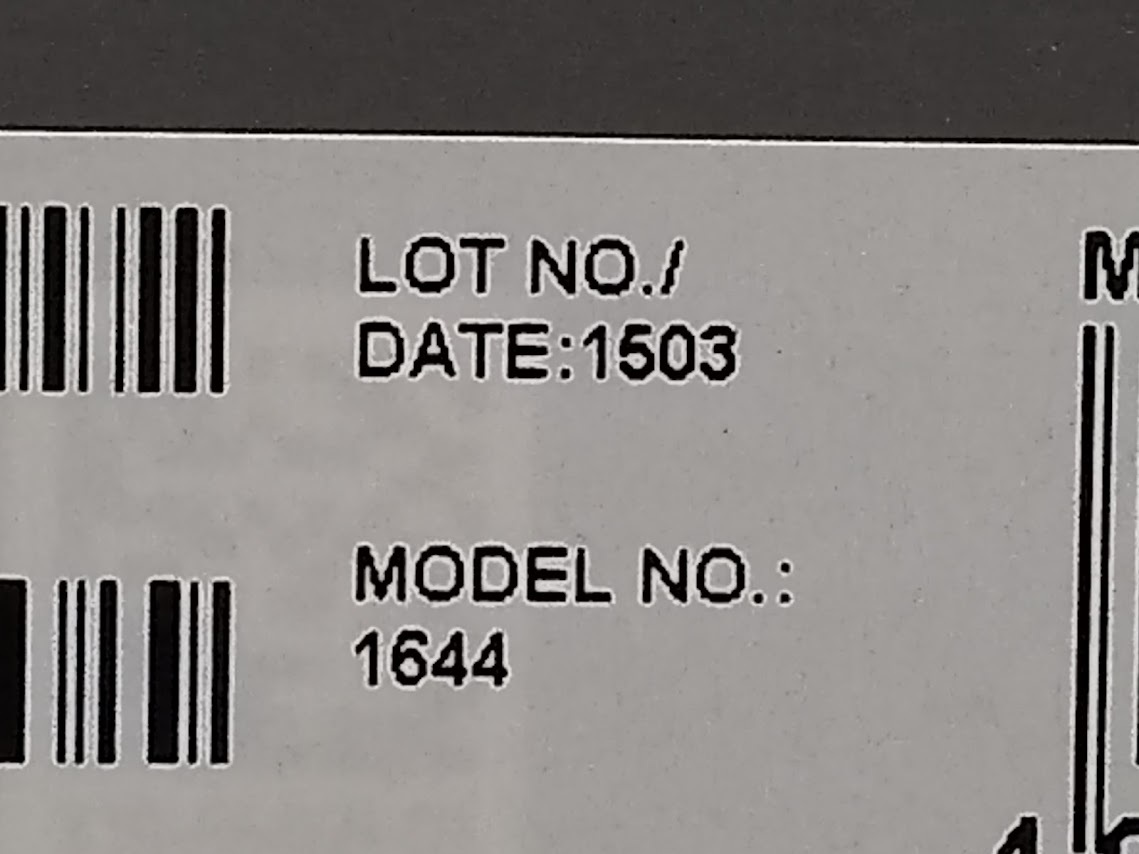 LOT NO./
DATE:1503
MODEL NO.:
1644